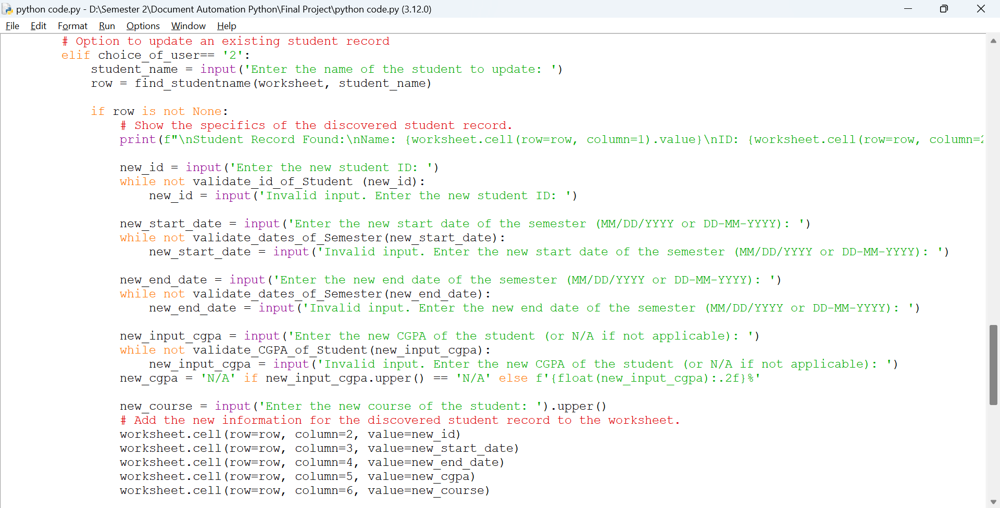 python code.py - D:\Semester 2\Document Automation Python\Final Project\python code.py (3.12.0)
File Edit Format Run Options Window Help
# Option to update an existing student record
elif choice_of_user== '2':
student_name = input('Enter the name of the student to update: ')
row = find_studentname(worksheet, student_name)
if row is not None:
# Show the specifics of the discovered student record.
print(f"\nStudent Record Found:\nName: {worksheet.cell(row=row, column=1).value}\nID: {worksheet.cell(row=row, column=2
new_id = input('Enter the new student ID: ')
while not validate_id_of_Student (new_id):
new_id = input('Invalid input. Enter the new student ID: ')
new_start_date = input('Enter the new start date of the semester (MM/DD/YYYY or DD-MM-YYYY): ')
while not validate_dates_of_Semester(new_start_date):
new_start_date = input('Invalid input. Enter the new start date of the semester (MM/DD/YYYY or DD-MM-YYYY): ')
new_end_date = input('Enter the new end date of the semester (MM/DD/YYYY or DD-MM-YYYY): ')
while not validate_dates_of_Semester(new_end_date):
new_end_date = input('Invalid input. Enter the new end date of the semester (MM/DD/YYYY or DD-MM-YYYY): ')
new_input_cgpa = input('Enter the new CGPA of the student (or N/A if not applicable): ')
while not validate_CGPA_of_Student(new_input_cgpa):
new_input_cgpa = input('Invalid input. Enter the new CGPA of the student (or N/A if not applicable): ')
new_cgpa = 'N/A' if new_input_cgpa.upper() == 'N/A' else f'{float(new_input_cgpa):.2f}%'
new_course = input('Enter the new course of the student: ').upper()
# Add the new information for the discovered student record to the worksheet.
worksheet.cell(row=row, column=2, value=new_id)
worksheet.cell(row=row, column=3, value=new_start_date)
worksheet.cell(row=row, column=4, value=new_end_date)
worksheet.cell(row=row, column=5, value=new_cgpa)
worksheet.cell(row=row, column=6, value=new_course)